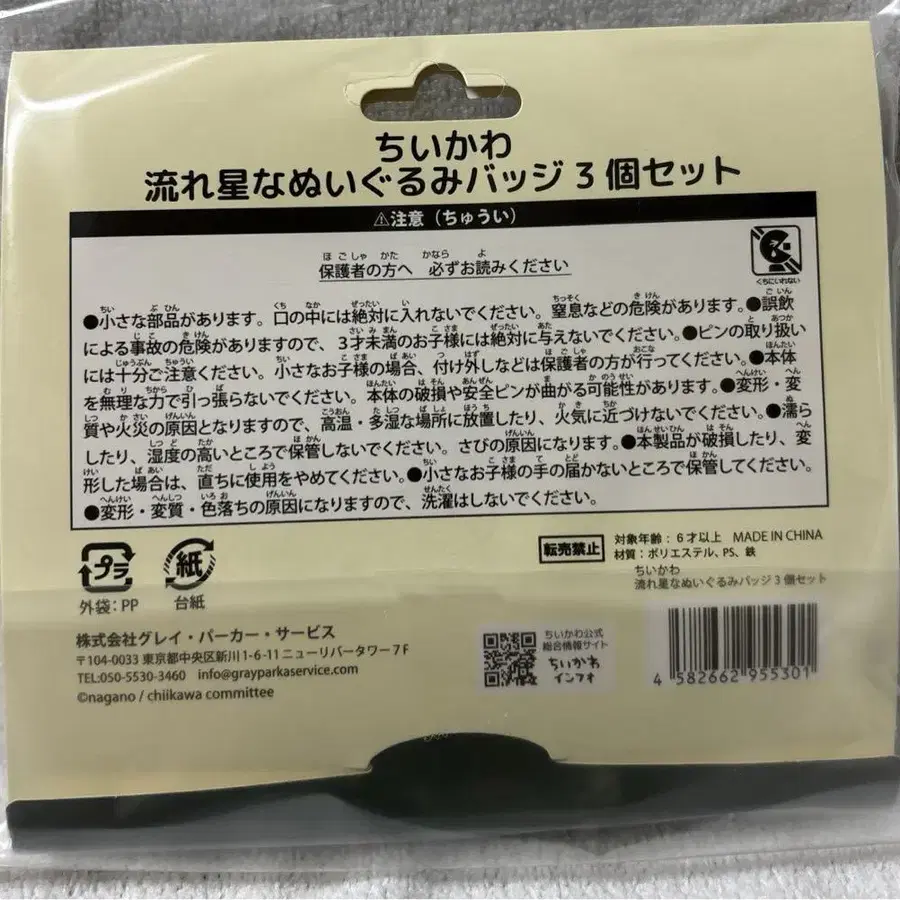 ちいかわ
流れ星なぬいぐるみバッジ3個セット
⚠注意（ちゅうい）
保護者の方へ 必ずお読みください
くちにいれない
●小さな部品があります。口の中には絶対に入れないでください。窒息などの危険があります。●誤飲
による事故の危険がありますので、3才未満のお子様には絶対に与えないでください。●ピンの取り扱い
には十分ご注意ください。小さなお子様の場合、付け外しなどは保護者の方が行ってください。●本体
を無理な力で引っ張らないでください。本体の破損や安全ピンが曲がる可能性があります。●変形・変
質や火災の原因となりますので、高温・多湿な場所に放置したり、火気に近づけないでください。●濡ら
したり、湿度の高いところで保管しないでください。さびの原因になります。●本製品が破損したり、変
形した場合は、直ちに使用をやめてください。●小さなお子様の手の届かないところで保管してください。
●変形・変質・色落ちの原因になりますので、洗濯はしないでください。
プラ
外袋：PP
紙
台紙
転売禁止
対象年齢：6才以上 MADE IN CHINA
材質：ポリエステル、PS、鉄
ちいかわ
流れ星なぬいぐるみバッジ3個セット
株式会社グレイ・パーカー・サービス
〒104-0033 東京都中央区新川1-6-11ニューリバータワー7F
TEL:050-5530-3460 info@grayparkaservice.com
©nagano / chiikawa committee
ちいかわ公式
総合情報サイト
ちいかわ
インフォ
4 582662 955301